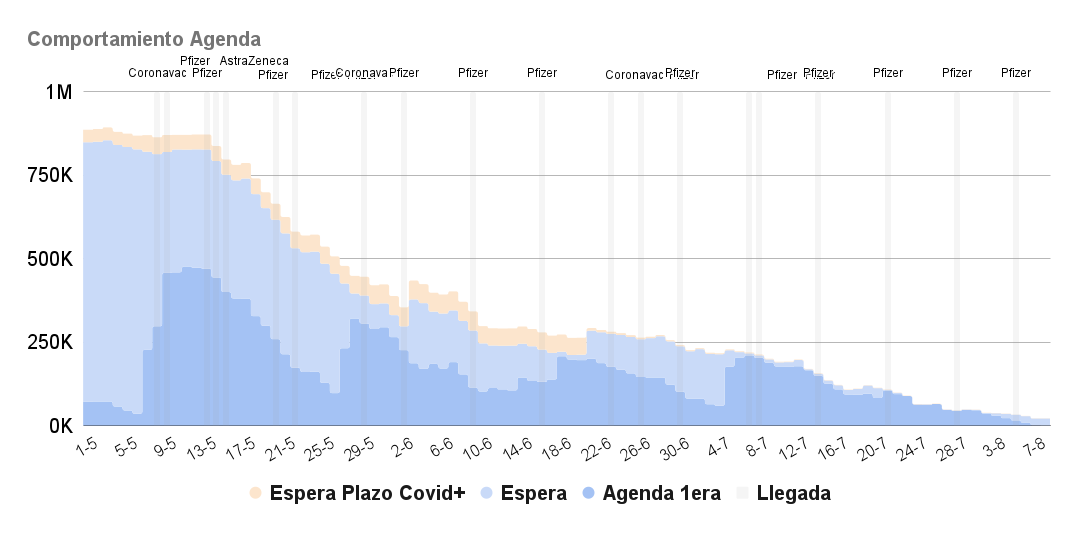 Comportamiento Agenda
Pfizer AstraZeneca
Coronavac Pfizer Pfizer Pfizer Coronavac Pfizer Pfizer Pfizer Coronavac Pfizer Pfizer Pfizer Pfizer Pfizer Pfizer
1M
750K
500K
250K
0K
1-5 5-5 9-5 13-5 17-5 21-5 25-5 29-5 2-6 6-6 10-6 14-6 18-6 22-6 26-6 30-6 4-7 8-7 12-7 16-7 20-7 24-7 28-7 3-8 7-8
Espera Plazo Covid+ Espera Agenda 1era Llegada